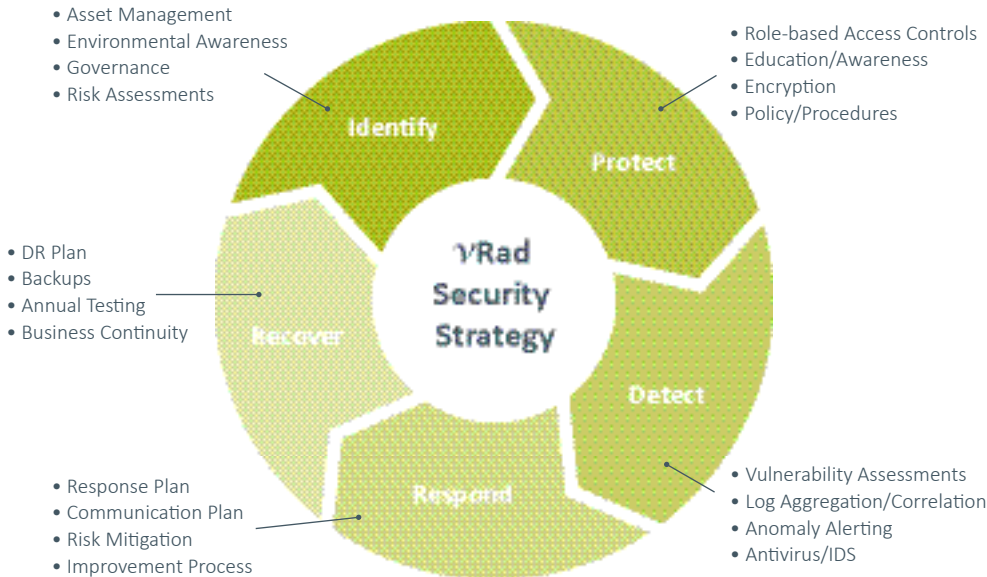 • Asset Management
• Environmental Awareness
• Governance
• Risk Assessments
Identify
• Role-based Access Controls
• Education/Awareness
• Encryption
• Policy/Procedures
Protect
vRad
Security
Strategy
• DR Plan
• Backups
• Annual Testing
• Business Continuity
Recover
Detect
• Vulnerability Assessments
• Log Aggregation/Correlation
• Anomaly Alerting
• Antivirus/IDS
• Response Plan
• Communication Plan
• Risk Mitigation
• Improvement Process
Respond